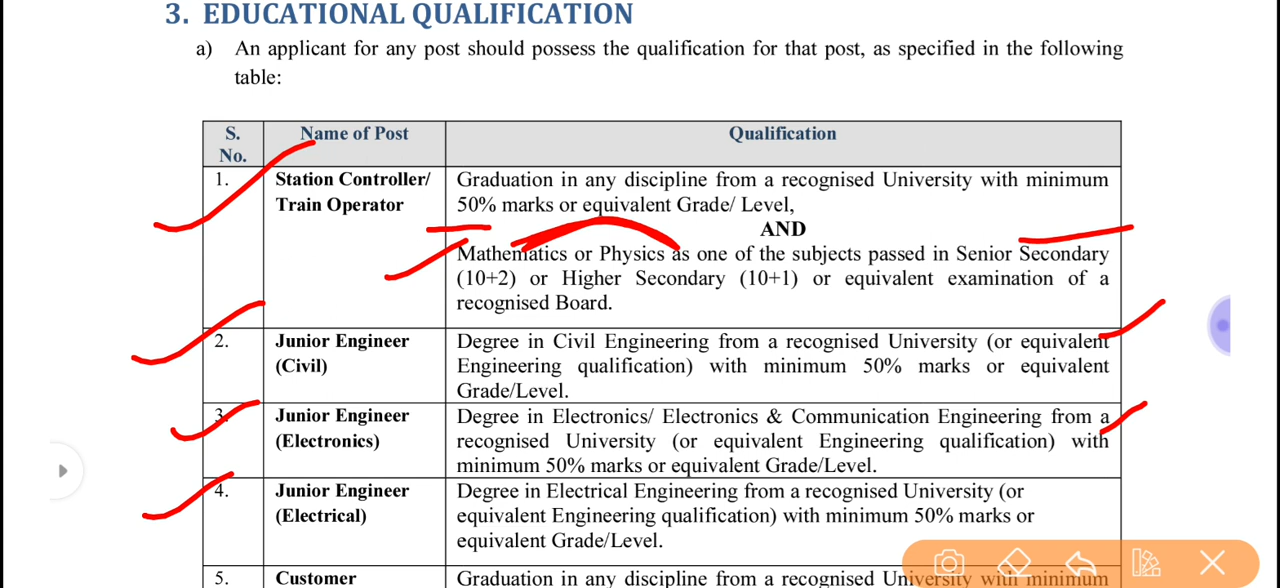 3. EDUCATIONAL QUALIFICATION
a) An applicant for any post should possess the qualification for that post, as specified in the following
table:
S. No. Name of Post Qualification
1. Station Controller/ Train Operator
Graduation in any discipline from a recognised University with minimum
50% marks or equivalent Grade/ Level,
AND
Mathematics or Physics as one of the subjects passed in Senior Secondary
(10+2) or Higher Secondary (10+1) or equivalent examination of a
recognised Board.
2. Junior Engineer (Civil)
Degree in Civil Engineering from a recognised University (or equivalent
Engineering qualification) with minimum 50% marks or equivalent
Grade/Level.
3. Junior Engineer (Electronics)
Degree in Electronics/ Electronics & Communication Engineering from a
recognised University (or equivalent Engineering qualification) with
minimum 50% marks or equivalent Grade/Level.
4. Junior Engineer (Electrical)
Degree in Electrical Engineering from a recognised University (or
equivalent Engineering qualification) with minimum 50% marks or
equivalent Grade/Level.
5. Customer
Graduation in any discipline from a recognised University with minimum